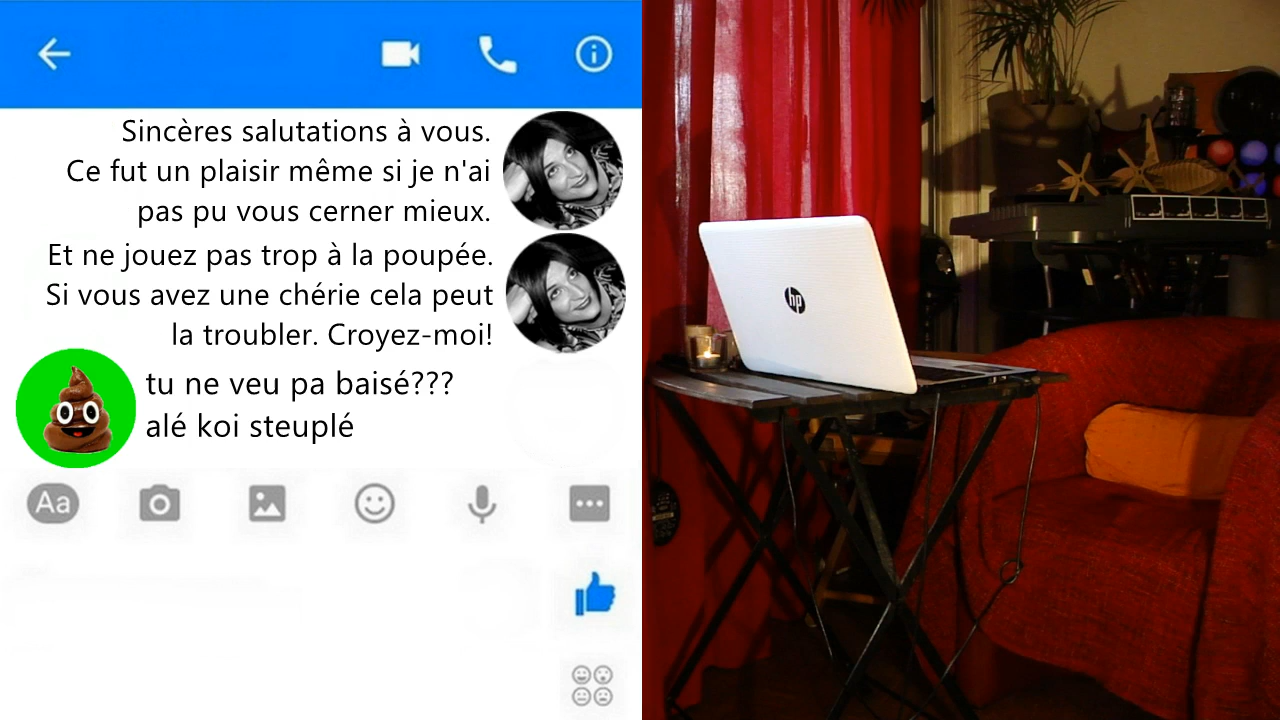 Sincères salutations à vous.
Ce fut un plaisir même si je n'ai
pas pu vous cerner mieux.
Et ne jouez pas trop à la poupée.
Si vous avez une chérie cela peut
la troubler. Croyez-moi!
tu ne veu pa baisé???
alé koi steuplé
Aa
hp